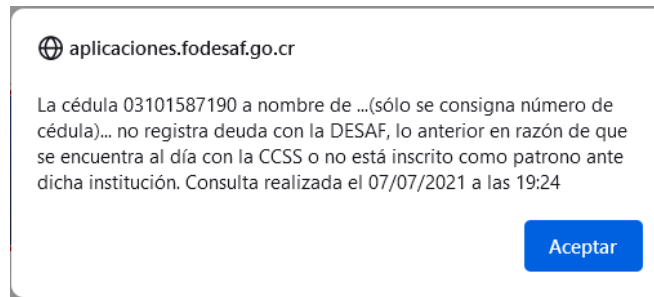 aplicaciones.fodesaf.go.cr
La cédula 03101587190 a nombre de ...(sólo se consigna número de
cédula)... no registra deuda con la DESAF, lo anterior en razón de que
se encuentra al día con la CCSS o no está inscrito como patrono ante
dicha institución. Consulta realizada el 07/07/2021 a las 19:24
Aceptar